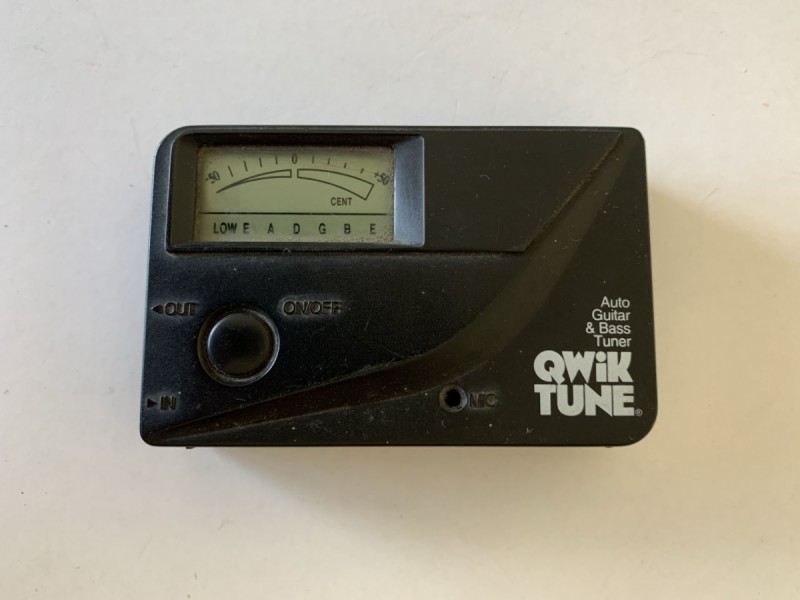 -50 0 +50
CENT
LOW E A D G B E
◄OUT ON/OFF
►IN MIC
Auto
Guitar
& Bass
Tuner
QWiK
TUNE®